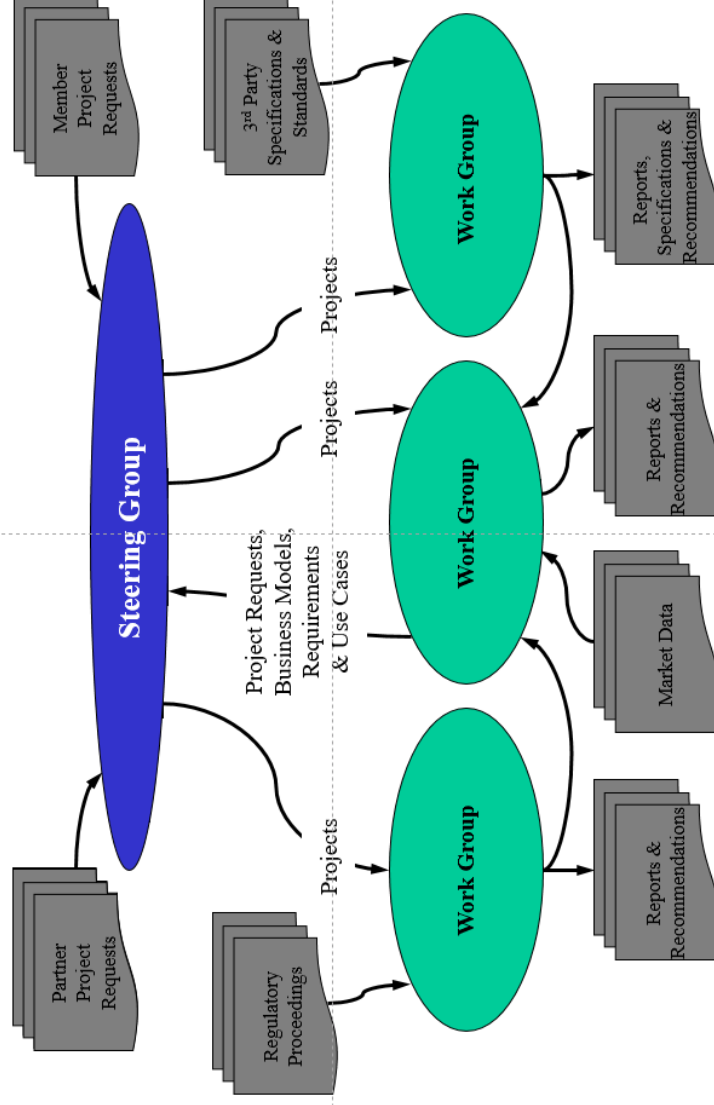 Partner
Project
Requests
Member
Project
Requests
Steering Group
Regulatory
Proceedings
3rd Party
Specifications &
Standards
Project Requests,
Business Models,
Requirements
& Use Cases
Projects
Projects
Projects
Work Group
Work Group
Work Group
Reports &
Recommendations
Market Data
Reports &
Recommendations
Reports,
Specifications &
Recommendations